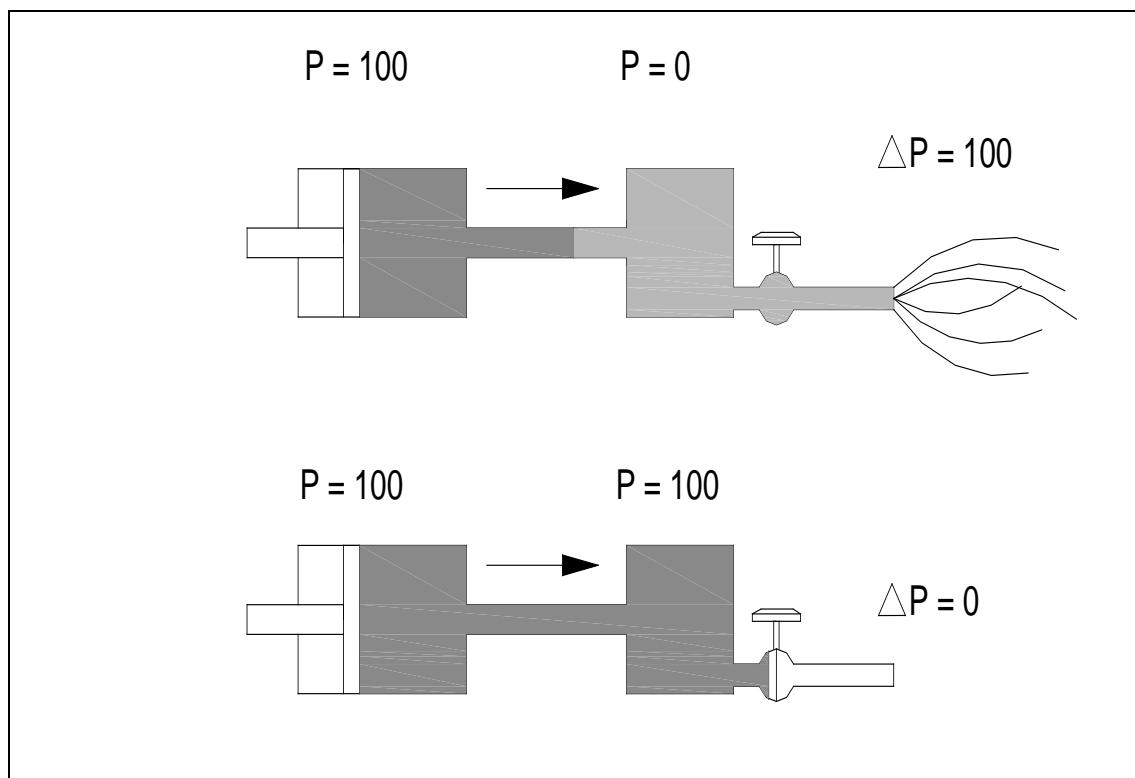 P = 100
P = 0
△P = 100
P = 100
P = 100
△P = 0